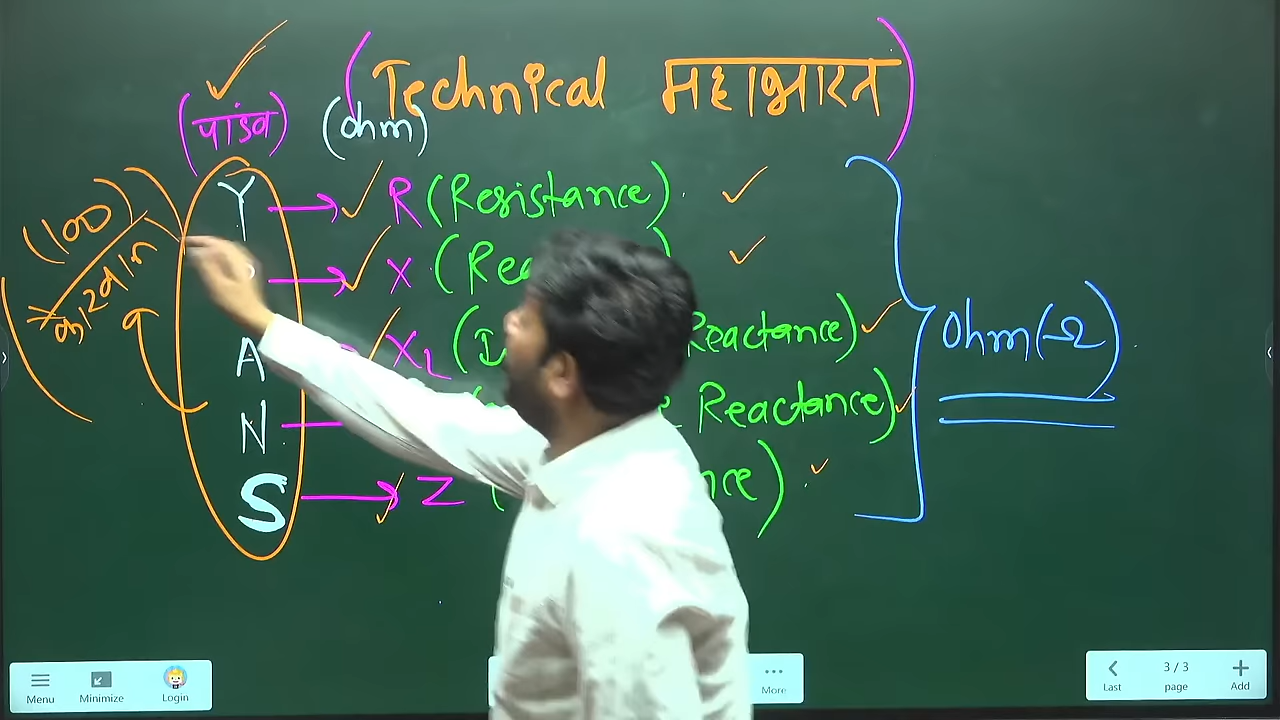 (Technical महाभारत)
(पांडव) (ohm)
(100)
Y → R (Resistance)
→ X (Rea
A XL (I Reactance)
Ohm(Ω)
N → Reactance)
S → Z ( nce)
Menu Minimize Login More Last 3/3 page Add